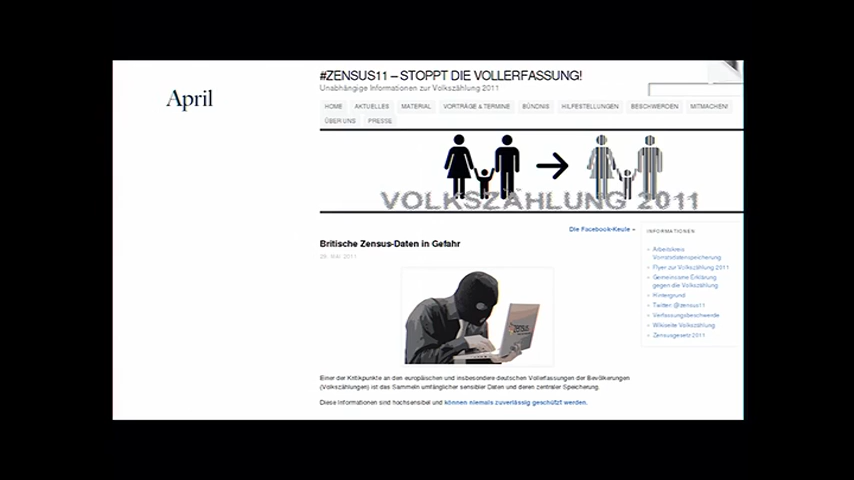 April
#ZENSUS11 – STOPPT DIE VOLLERFASSUNG!
Unabhängige Informationen zur Volkszählung 2011
HOME AKTUELLES MATERIAL VORTRÄGE & TERMINE BÜNDNIS HILFESTELLUNGEN BESCHWERDEN MITMACHEN!
ÜBER UNS PRESSE
VOLKSZÄHLUNG 2011
Die Facebook-Keule »
Britische Zensus-Daten in Gefahr
29. Mai 2011
ZENSUS
Einer der Kritikpunkte an den europäischen und insbesondere deutschen Vollerfassungen der Bevölkerungen
(Volkszählungen) ist das Sammeln umfänglicher sensibler Daten und deren zentraler Speicherung.
Diese Informationen sind hochsensibel und können niemals zuverlässig geschützt werden.
INFORMATIONEN
Arbeitskreis
Vorratsdatenspeicherung
Flyer zur Volkszählung 2011
Gemeinsame Erklärung
gegen die Volkszählung
Hintergrund
Twitter: @zensus11
Verfassungsbeschwerde
Wikiseite Volkszählung
Zensusgesetz 2011